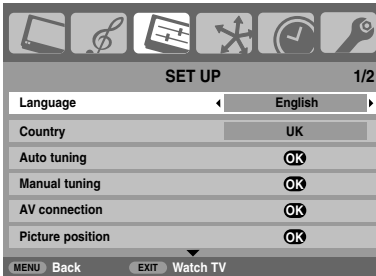 SET UP 1/2
Language English
Country UK
Auto tuning OK
Manual tuning OK
AV connection OK
Picture position OK
MENU Back EXIT Watch TV